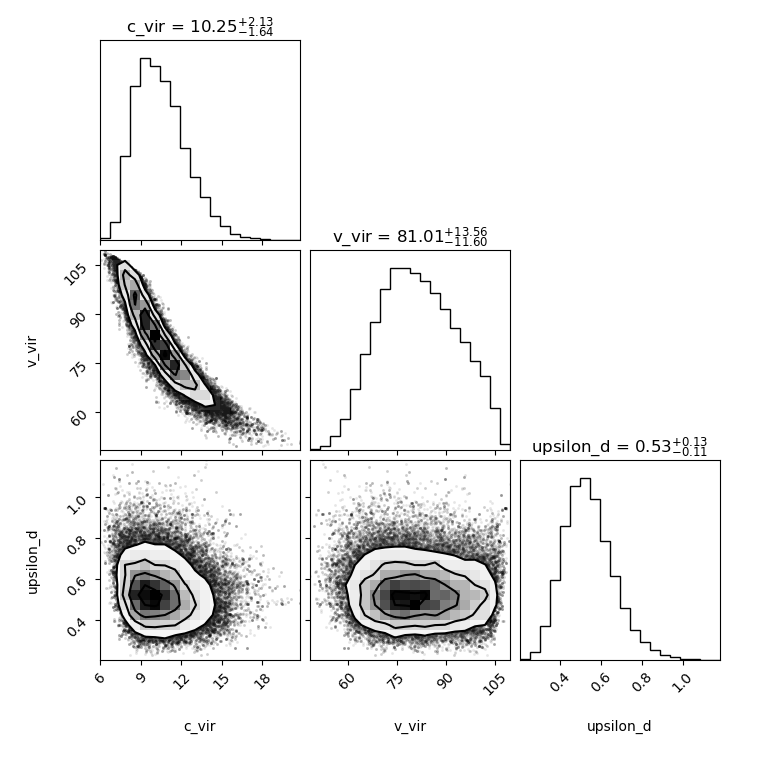 c_vir = 10.25+2.13−1.64
v_vir = 81.01+13.56−11.60
105
90
75
60
v_vir
upsilon_d = 0.53+0.13−0.11
1.0
0.8
0.6
0.4
upsilon_d
6 9 12 15 18
60 75 90 105
0.4 0.6 0.8 1.0
c_vir
v_vir
upsilon_d